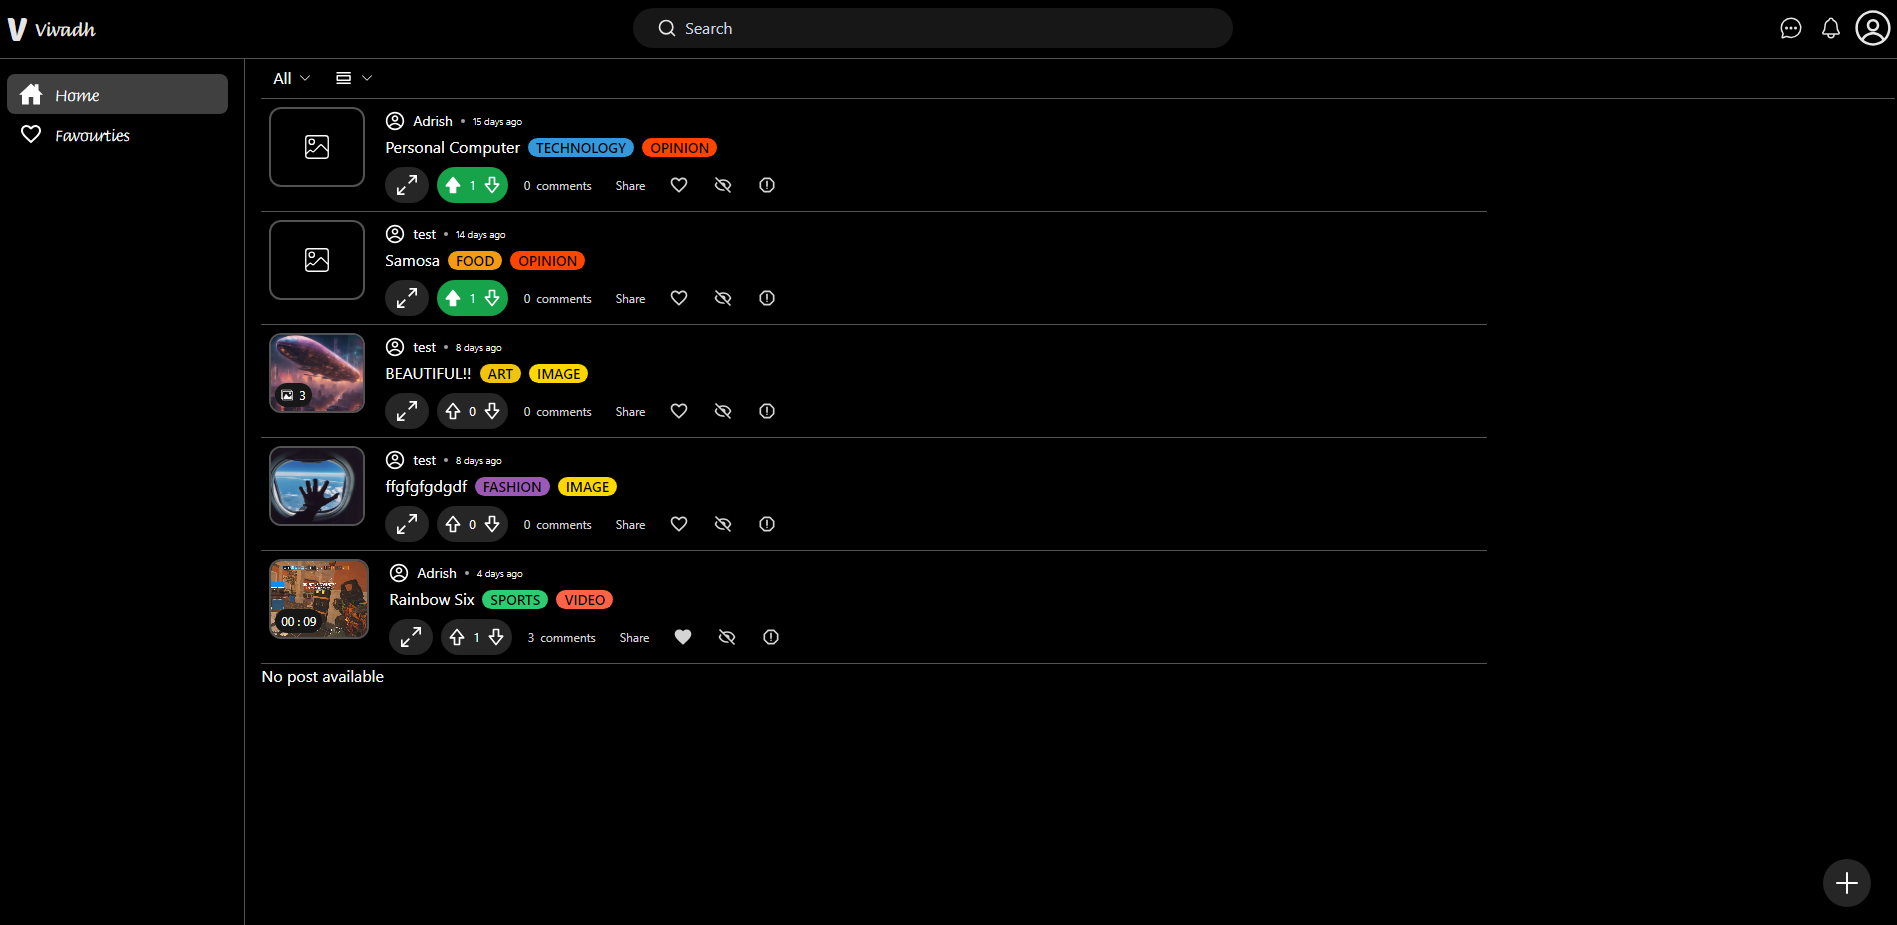 V Vivadh
Search
Home
Favourties
All
Adrish • 15 days ago
Personal Computer TECHNOLOGY OPINION
1 0 comments Share
test • 14 days ago
Samosa FOOD OPINION
1 0 comments Share
3
test • 8 days ago
BEAUTIFUL!! ART IMAGE
0 0 comments Share
test • 8 days ago
ffgfgfgdgdf FASHION IMAGE
0 0 comments Share
00 : 09
Adrish • 4 days ago
Rainbow Six SPORTS VIDEO
1 3 comments Share
No post available